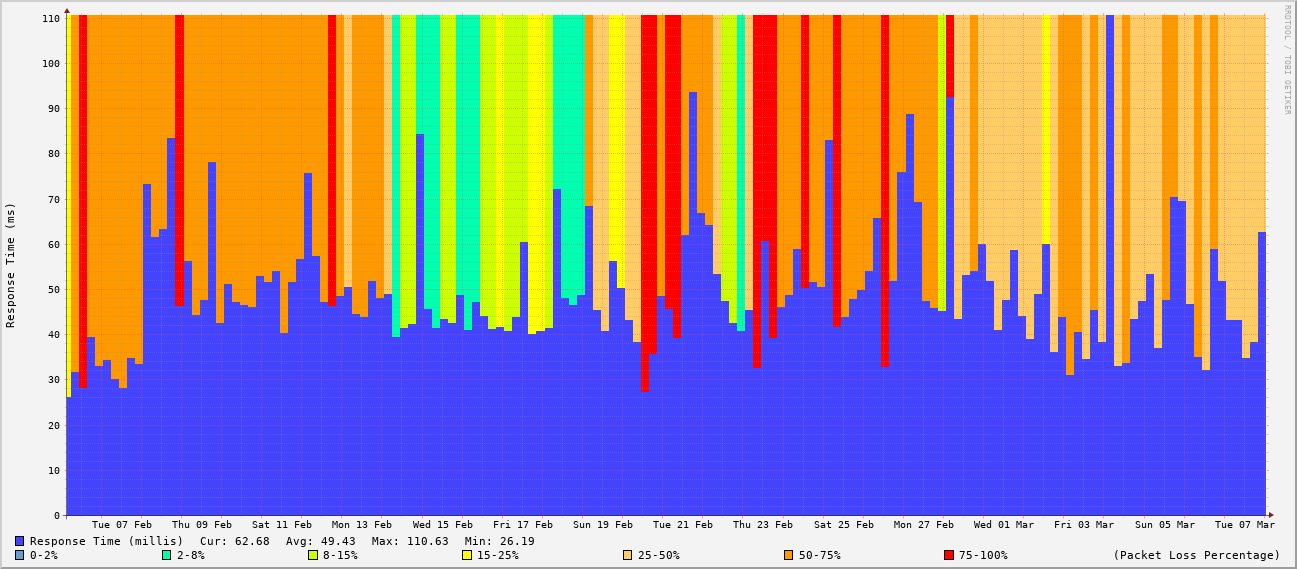 RRDTOOL / TOBI OETIKER
Response Time (ms)
110
100
90
80
70
60
50
40
30
20
10
0
Tue 07 Feb Thu 09 Feb Sat 11 Feb Mon 13 Feb Wed 15 Feb Fri 17 Feb Sun 19 Feb Tue 21 Feb Thu 23 Feb Sat 25 Feb Mon 27 Feb Wed 01 Mar Fri 03 Mar Sun 05 Mar Tue 07 Mar
Response Time (millis) Cur: 62.68 Avg: 49.43 Max: 110.63 Min: 26.19
0-2% 2-8% 8-15% 15-25% 25-50% 50-75% 75-100% (Packet Loss Percentage)